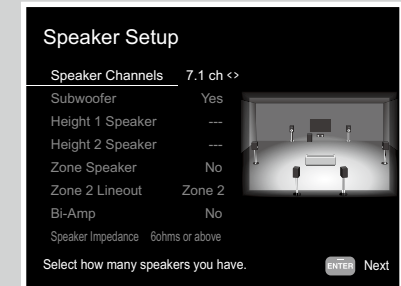 Speaker Setup
Speaker Channels 7.1 ch <>
Subwoofer Yes
Height 1 Speaker ---
Height 2 Speaker ---
Zone Speaker No
Zone 2 Lineout Zone 2
Bi-Amp No
Speaker Impedance 6ohms or above
Select how many speakers you have. ENTER Next